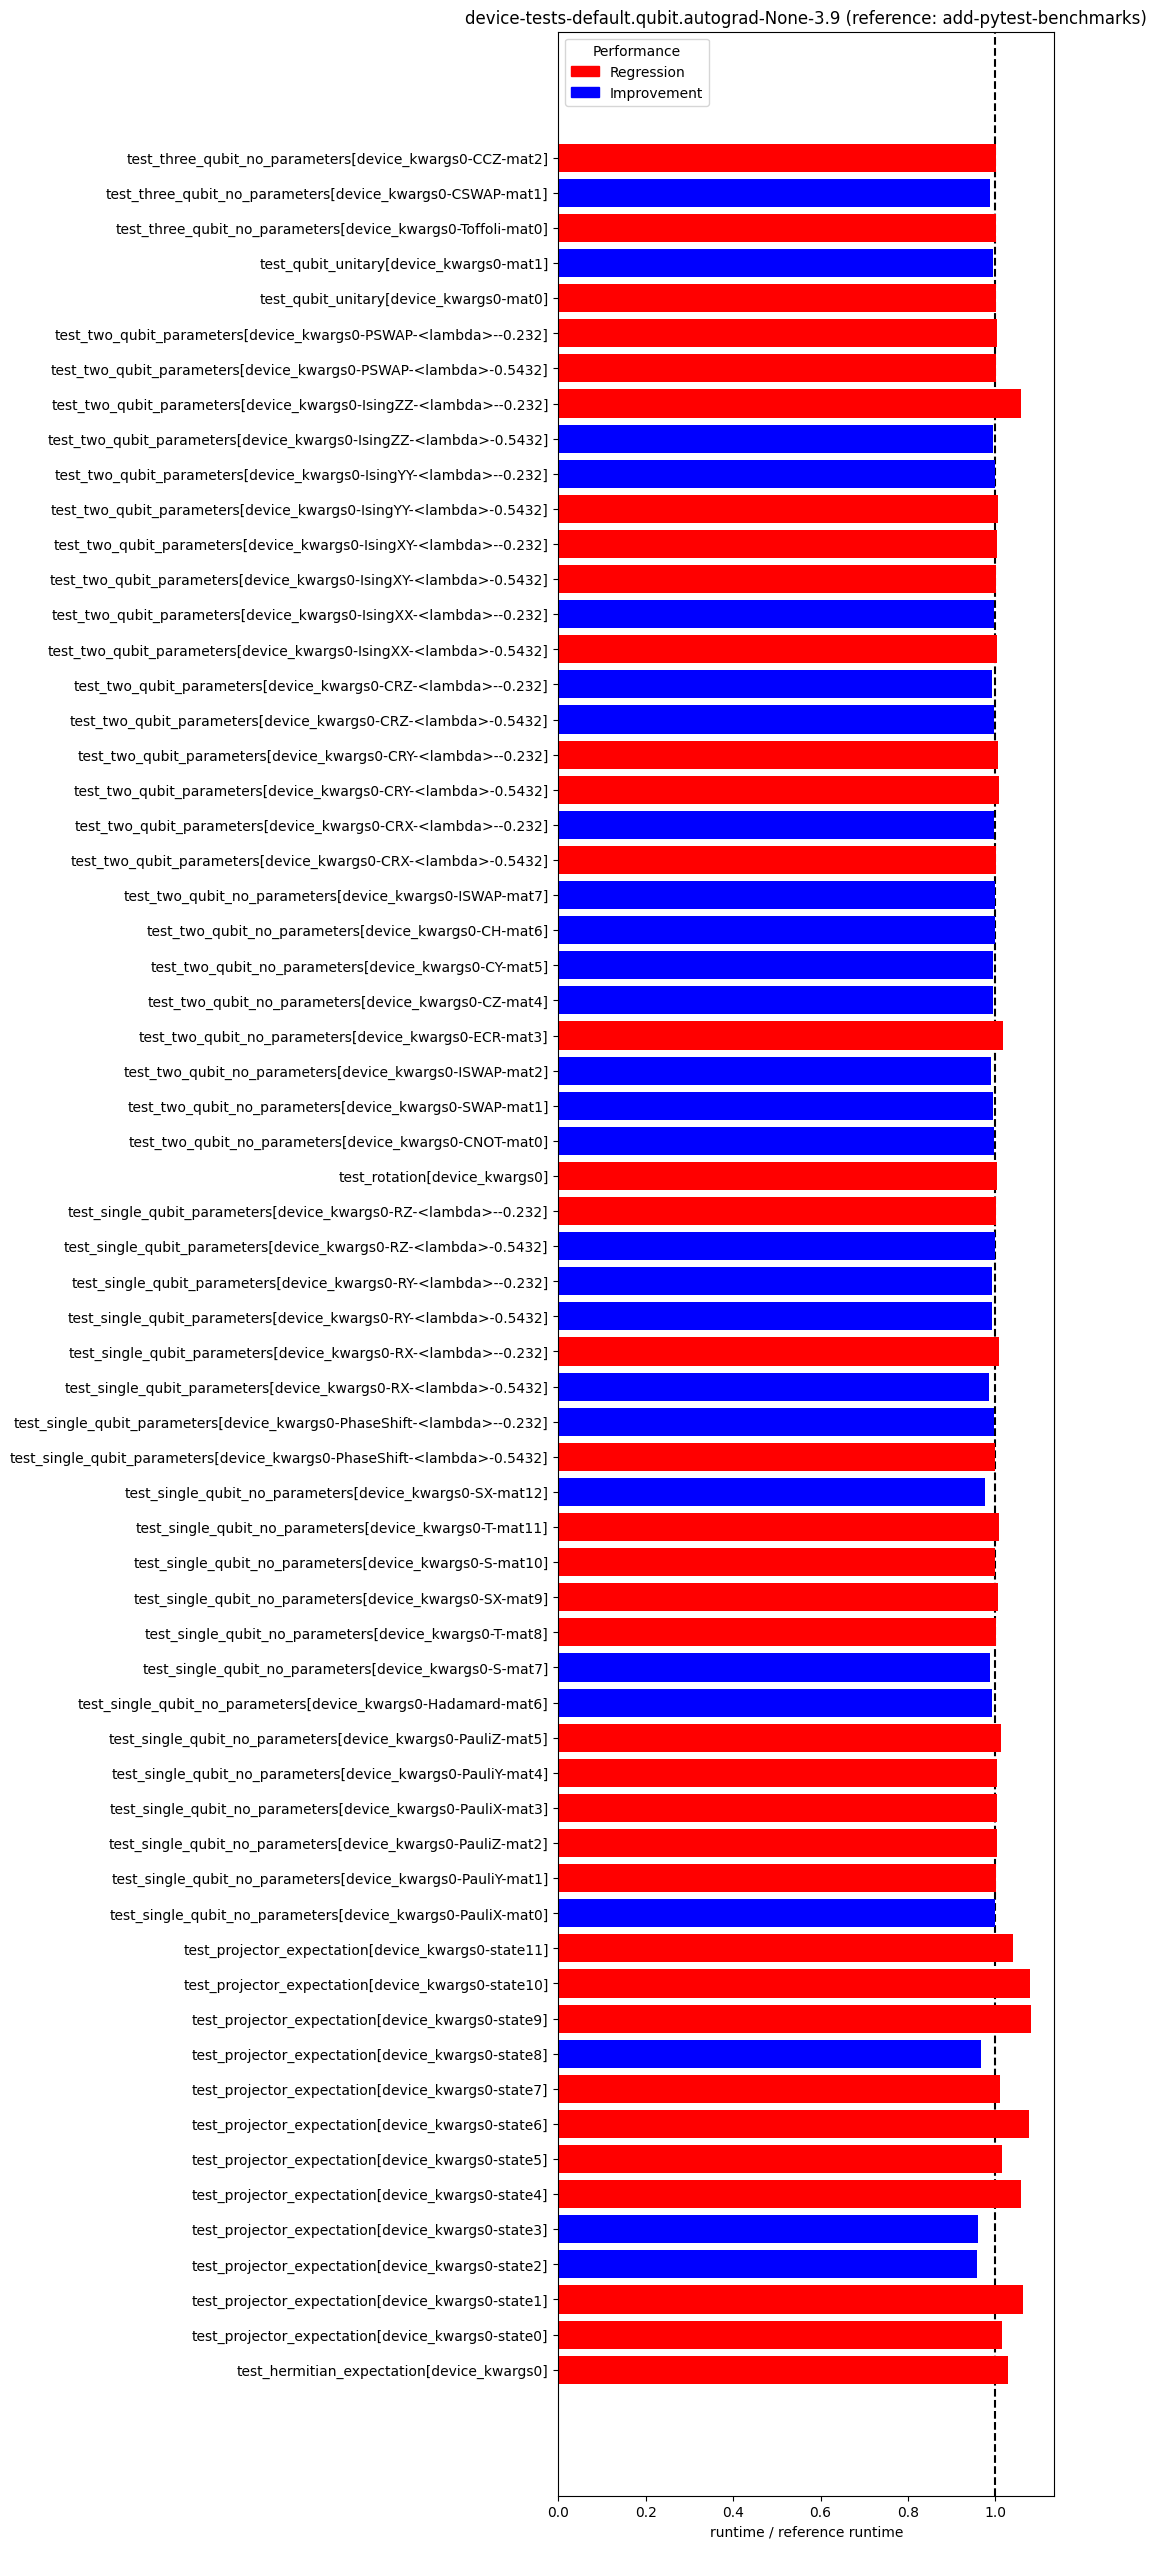 device-tests-default.qubit.autograd-None-3.9 (reference: add-pytest-benchmarks)
Performance
Regression
Improvement
test_three_qubit_no_parameters[device_kwargs0-CCZ-mat2]
test_three_qubit_no_parameters[device_kwargs0-CSWAP-mat1]
test_three_qubit_no_parameters[device_kwargs0-Toffoli-mat0]
test_qubit_unitary[device_kwargs0-mat1]
test_qubit_unitary[device_kwargs0-mat0]
test_two_qubit_parameters[device_kwargs0-PSWAP-<lambda>--0.232]
test_two_qubit_parameters[device_kwargs0-PSWAP-<lambda>-0.5432]
test_two_qubit_parameters[device_kwargs0-IsingZZ-<lambda>--0.232]
test_two_qubit_parameters[device_kwargs0-IsingZZ-<lambda>-0.5432]
test_two_qubit_parameters[device_kwargs0-IsingYY-<lambda>--0.232]
test_two_qubit_parameters[device_kwargs0-IsingYY-<lambda>-0.5432]
test_two_qubit_parameters[device_kwargs0-IsingXY-<lambda>--0.232]
test_two_qubit_parameters[device_kwargs0-IsingXY-<lambda>-0.5432]
test_two_qubit_parameters[device_kwargs0-IsingXX-<lambda>--0.232]
test_two_qubit_parameters[device_kwargs0-IsingXX-<lambda>-0.5432]
test_two_qubit_parameters[device_kwargs0-CRZ-<lambda>--0.232]
test_two_qubit_parameters[device_kwargs0-CRZ-<lambda>-0.5432]
test_two_qubit_parameters[device_kwargs0-CRY-<lambda>--0.232]
test_two_qubit_parameters[device_kwargs0-CRY-<lambda>-0.5432]
test_two_qubit_parameters[device_kwargs0-CRX-<lambda>--0.232]
test_two_qubit_parameters[device_kwargs0-CRX-<lambda>-0.5432]
test_two_qubit_no_parameters[device_kwargs0-ISWAP-mat7]
test_two_qubit_no_parameters[device_kwargs0-CH-mat6]
test_two_qubit_no_parameters[device_kwargs0-CY-mat5]
test_two_qubit_no_parameters[device_kwargs0-CZ-mat4]
test_two_qubit_no_parameters[device_kwargs0-ECR-mat3]
test_two_qubit_no_parameters[device_kwargs0-ISWAP-mat2]
test_two_qubit_no_parameters[device_kwargs0-SWAP-mat1]
test_two_qubit_no_parameters[device_kwargs0-CNOT-mat0]
test_rotation[device_kwargs0]
test_single_qubit_parameters[device_kwargs0-RZ-<lambda>--0.232]
test_single_qubit_parameters[device_kwargs0-RZ-<lambda>-0.5432]
test_single_qubit_parameters[device_kwargs0-RY-<lambda>--0.232]
test_single_qubit_parameters[device_kwargs0-RY-<lambda>-0.5432]
test_single_qubit_parameters[device_kwargs0-RX-<lambda>--0.232]
test_single_qubit_parameters[device_kwargs0-RX-<lambda>-0.5432]
test_single_qubit_parameters[device_kwargs0-PhaseShift-<lambda>--0.232]
test_single_qubit_parameters[device_kwargs0-PhaseShift-<lambda>-0.5432]
test_single_qubit_no_parameters[device_kwargs0-SX-mat12]
test_single_qubit_no_parameters[device_kwargs0-T-mat11]
test_single_qubit_no_parameters[device_kwargs0-S-mat10]
test_single_qubit_no_parameters[device_kwargs0-SX-mat9]
test_single_qubit_no_parameters[device_kwargs0-T-mat8]
test_single_qubit_no_parameters[device_kwargs0-S-mat7]
test_single_qubit_no_parameters[device_kwargs0-Hadamard-mat6]
test_single_qubit_no_parameters[device_kwargs0-PauliZ-mat5]
test_single_qubit_no_parameters[device_kwargs0-PauliY-mat4]
test_single_qubit_no_parameters[device_kwargs0-PauliX-mat3]
test_single_qubit_no_parameters[device_kwargs0-PauliZ-mat2]
test_single_qubit_no_parameters[device_kwargs0-PauliY-mat1]
test_single_qubit_no_parameters[device_kwargs0-PauliX-mat0]
test_projector_expectation[device_kwargs0-state11]
test_projector_expectation[device_kwargs0-state10]
test_projector_expectation[device_kwargs0-state9]
test_projector_expectation[device_kwargs0-state8]
test_projector_expectation[device_kwargs0-state7]
test_projector_expectation[device_kwargs0-state6]
test_projector_expectation[device_kwargs0-state5]
test_projector_expectation[device_kwargs0-state4]
test_projector_expectation[device_kwargs0-state3]
test_projector_expectation[device_kwargs0-state2]
test_projector_expectation[device_kwargs0-state1]
test_projector_expectation[device_kwargs0-state0]
test_hermitian_expectation[device_kwargs0]
0.0 0.2 0.4 0.6 0.8 1.0
runtime / reference runtime